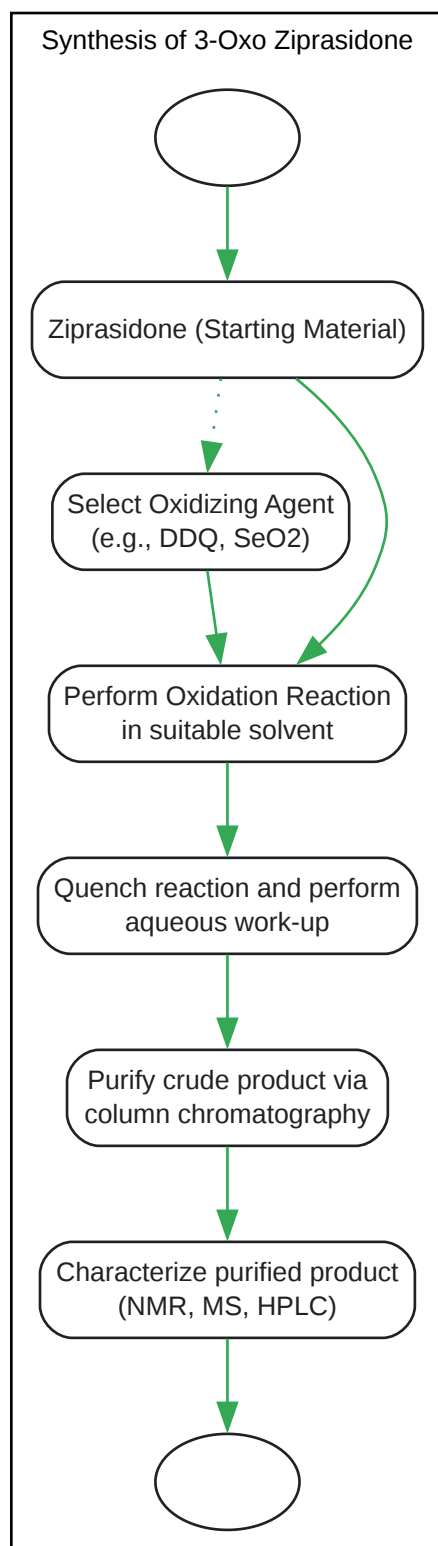 Synthesis of 3-Oxo Ziprasidone
Ziprasidone (Starting Material)
Select Oxidizing Agent
(e.g., DDQ, SeO2)
Perform Oxidation Reaction
in suitable solvent
Quench reaction and perform
aqueous work-up
Purify crude product via
column chromatography
Characterize purified product
(NMR, MS, HPLC)